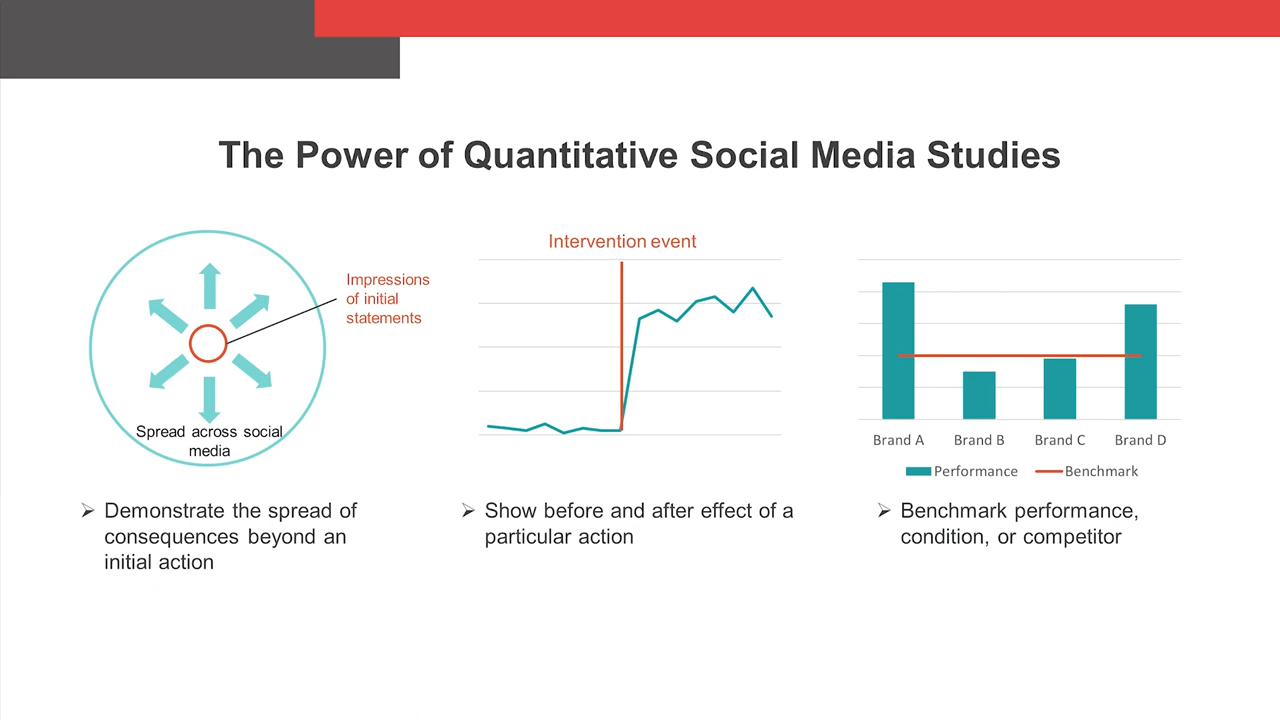 The Power of Quantitative Social Media Studies
Impressions
of initial
statements
Spread across social
media
Intervention event
Brand A
Brand B
Brand C
Brand D
Performance
Benchmark
Demonstrate the spread of
consequences beyond an
initial action
Show before and after effect of a
particular action
Benchmark performance,
condition, or competitor